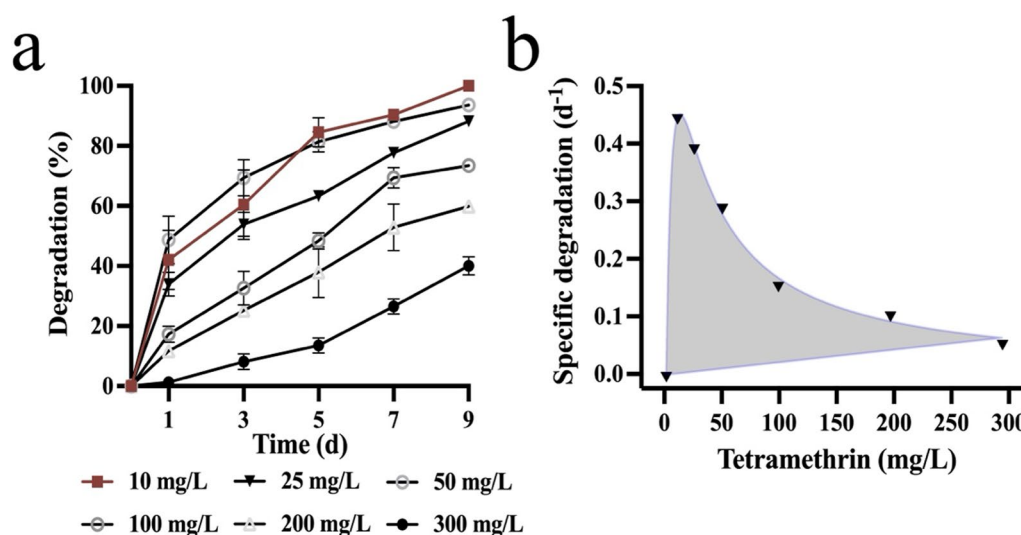 a
Degradation (%)
100
80
60
40
20
0
1 3 5 7 9
Time (d)
10 mg/L 25 mg/L 50 mg/L
100 mg/L 200 mg/L 300 mg/L
b
Specific degradation (d⁻¹)
0.5
0.4
0.3
0.2
0.1
0.0
0 50 100 150 200 250 300
Tetramethrin (mg/L)